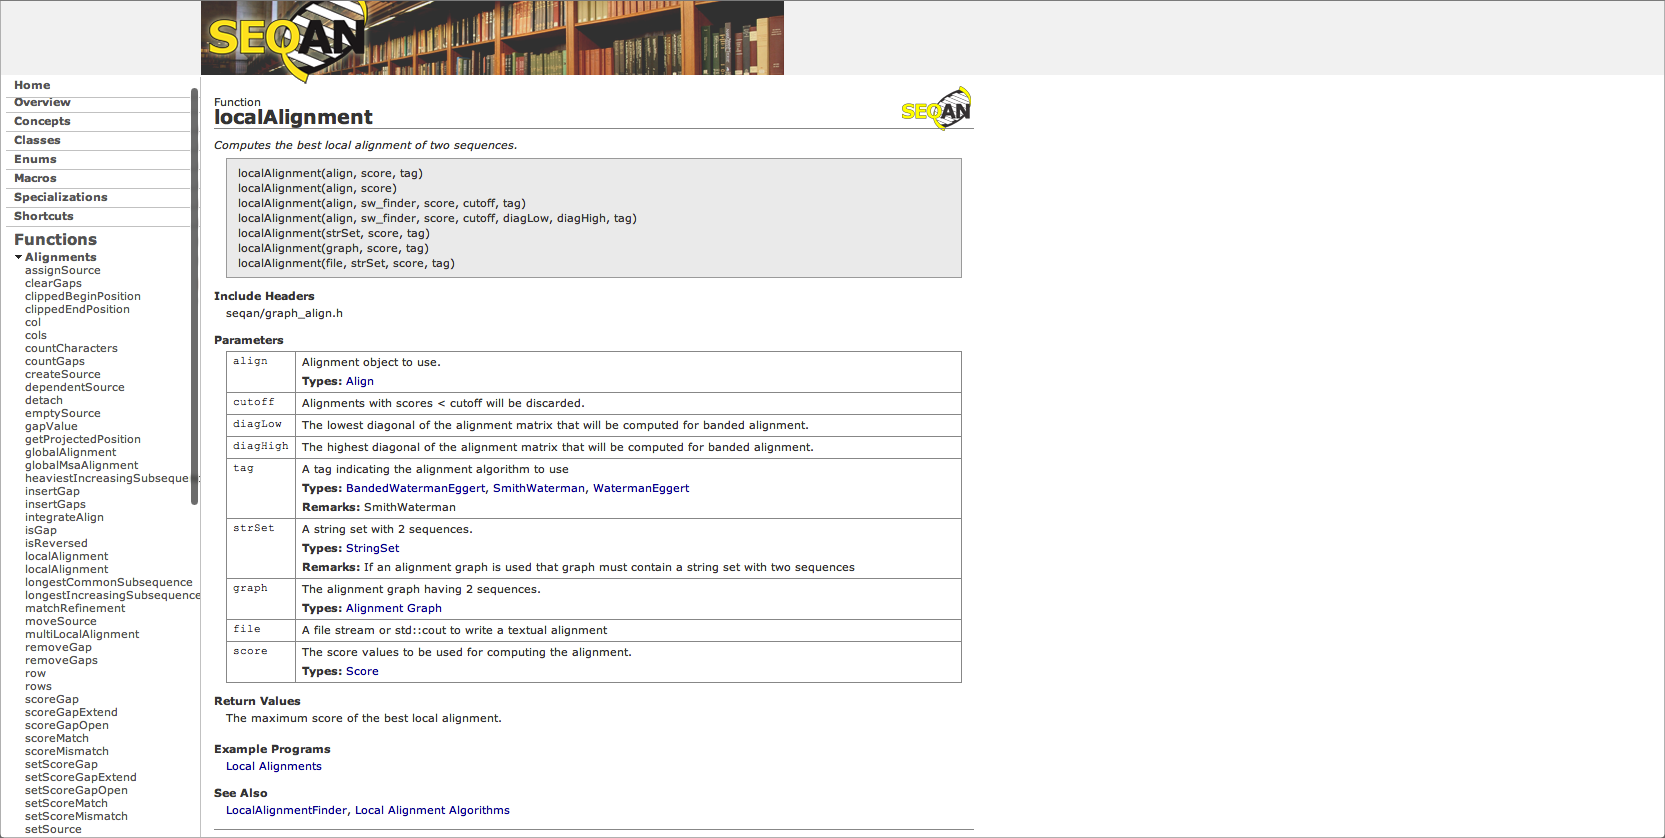 SEQAN
Home
Overview
Concepts
Classes
Enums
Macros
Specializations
Shortcuts
Functions
Alignments
assignSource
clearGaps
clippedBeginPosition
clippedEndPosition
col
cols
countCharacters
countGaps
createSource
dependentSource
detach
emptySource
gapValue
getProjectedPosition
globalAlignment
globalMsaAlignment
heaviestIncreasingSubseque
insertGap
insertGaps
integrateAlign
isGap
isReversed
localAlignment
localAlignment
longestCommonSubsequence
longestIncreasingSubsequence
matchRefinement
moveSource
multiLocalAlignment
removeGap
removeGaps
row
rows
scoreGap
scoreGapExtend
scoreGapOpen
scoreMatch
scoreMismatch
setScoreGap
setScoreGapExtend
setScoreGapOpen
setScoreMatch
setScoreMismatch
setSource
Function
localAlignment
SEQAN
Computes the best local alignment of two sequences.
localAlignment(align, score, tag)
localAlignment(align, score)
localAlignment(align, sw_finder, score, cutoff, tag)
localAlignment(align, sw_finder, score, cutoff, diagLow, diagHigh, tag)
localAlignment(strSet, score, tag)
localAlignment(graph, score, tag)
localAlignment(file, strSet, score, tag)
Include Headers
seqan/graph_align.h
Parameters
align Alignment object to use.
Types: Align
cutoff Alignments with scores < cutoff will be discarded.
diagLow The lowest diagonal of the alignment matrix that will be computed for banded alignment.
diagHigh The highest diagonal of the alignment matrix that will be computed for banded alignment.
tag A tag indicating the alignment algorithm to use
Types: BandedWatermanEggert, SmithWaterman, WatermanEggert
Remarks: SmithWaterman
strSet A string set with 2 sequences.
Types: StringSet
Remarks: If an alignment graph is used that graph must contain a string set with two sequences
graph The alignment graph having 2 sequences.
Types: Alignment Graph
file A file stream or std::cout to write a textual alignment
score The score values to be used for computing the alignment.
Types: Score
Return Values
The maximum score of the best local alignment.
Example Programs
Local Alignments
See Also
LocalAlignmentFinder, Local Alignment Algorithms